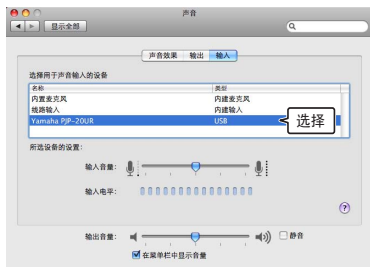 声音
显示全部
声音效果 输出 输入
选择用于声音输入的设备
名称 类型
内置麦克风 内建麦克风
线路输入 内建输入
Yamaha PJP-20UR USB
选择
所选设备的设置:
输入音量:
输入电平:
?
输出音量: 静音
在菜单栏中显示音量